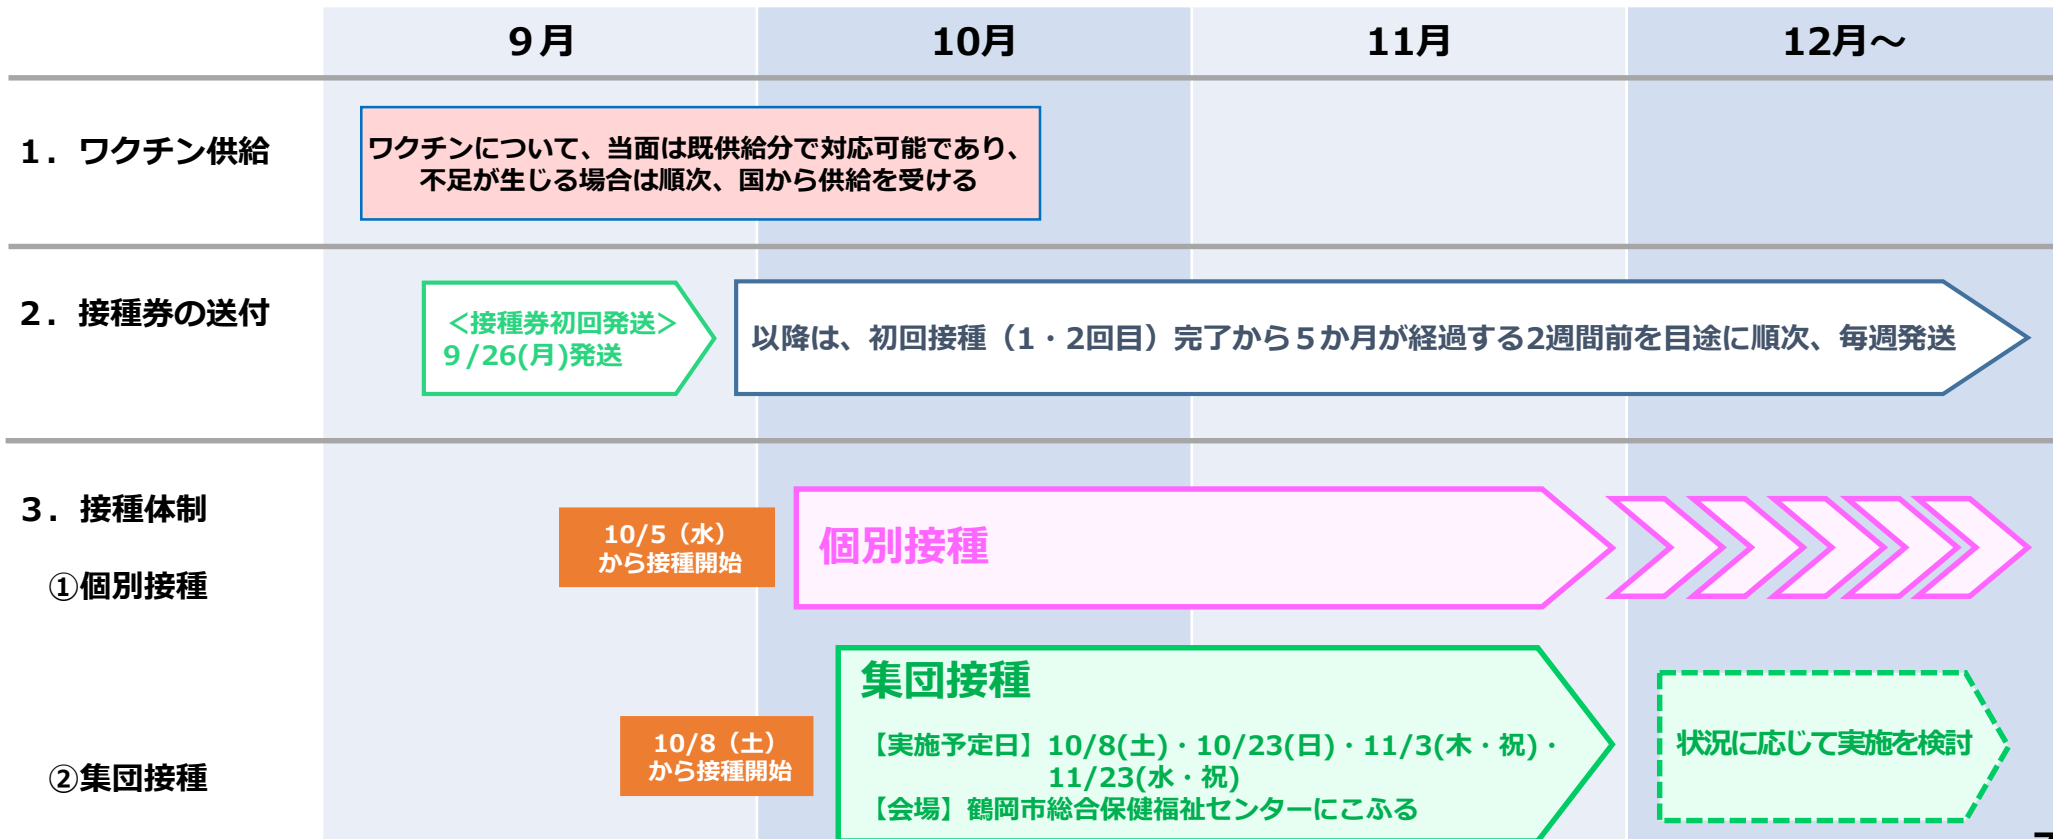 9月
10月
11月
12月～
1．ワクチン供給
ワクチンについて、当面は既供給分で対応可能であり、
不足が生じる場合は順次、国から供給を受ける
2．接種券の送付
＜接種券初回発送＞
9/26(月)発送
以降は、初回接種（1・2回目）完了から５か月が経過する2週間前を目途に順次、毎週発送
3．接種体制
①個別接種
10/5（水）
から接種開始
個別接種
②集団接種
10/8（土）
から接種開始
集団接種
【実施予定日】10/8(土)・10/23(日)・11/3(木・祝)・
11/23(水・祝)
【会場】鶴岡市総合保健福祉センターにこふる
状況に応じて実施を検討